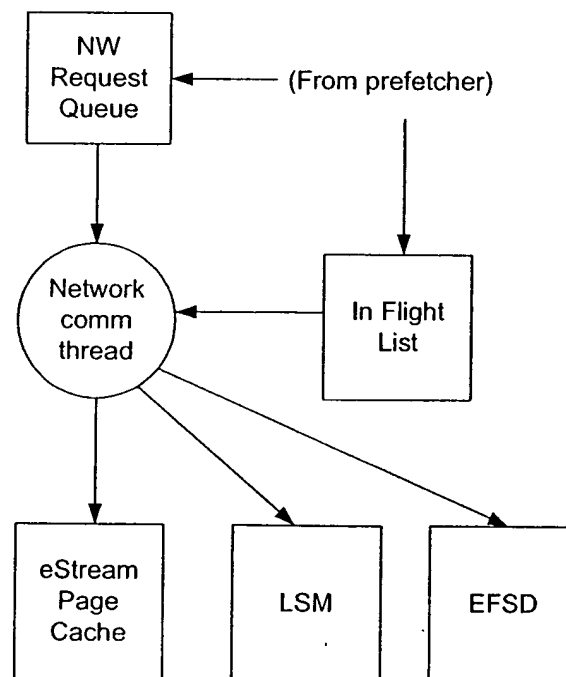 NW
Request
Queue
(From prefetcher)
Network
comm
thread
In Flight
List
eStream
Page
Cache
LSM
EFSD